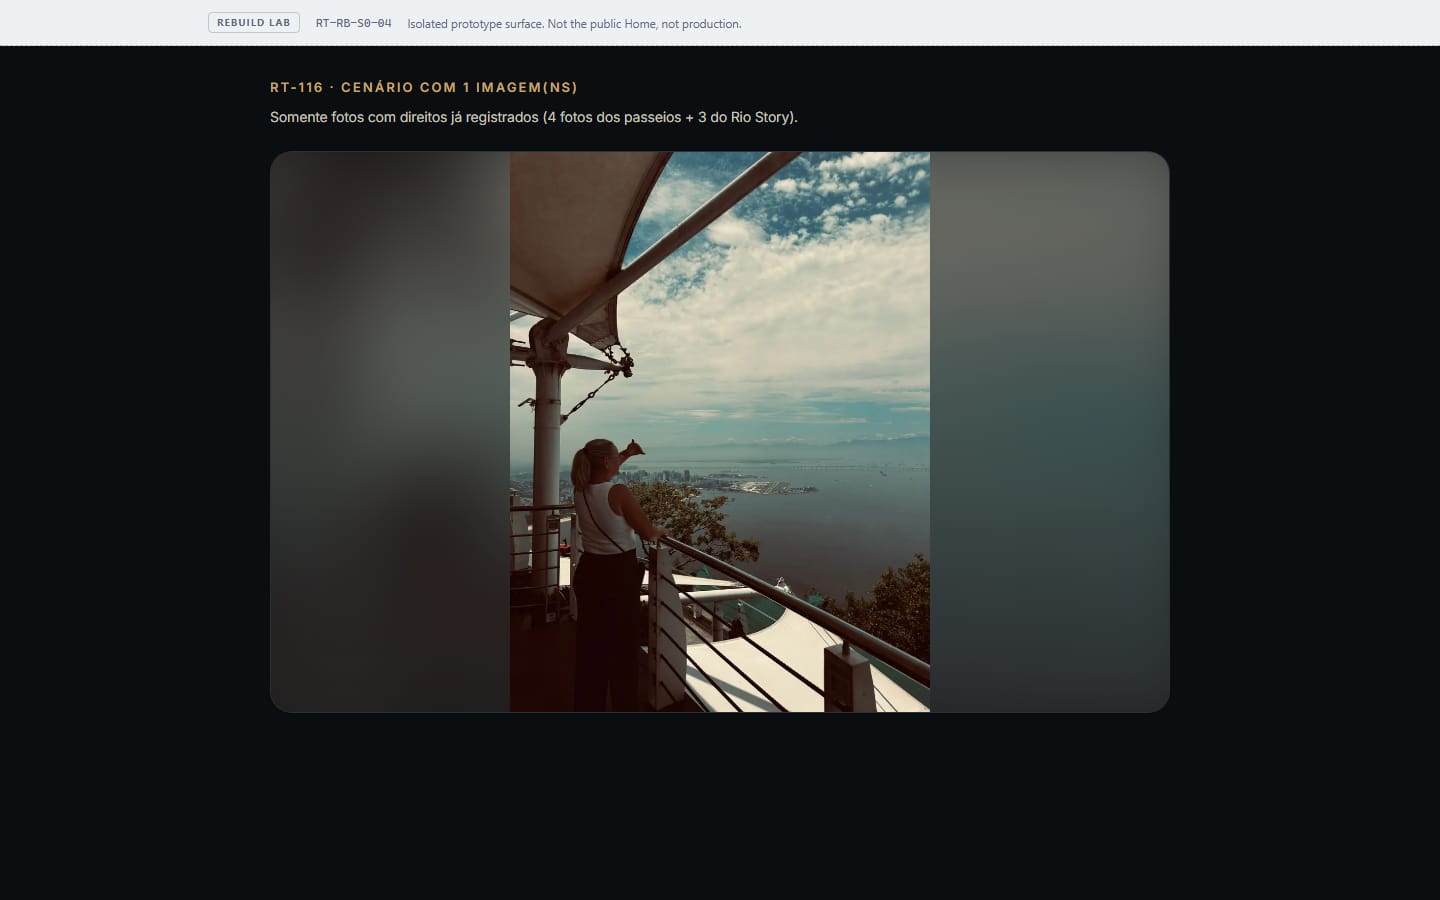 REBUILD LAB RT-RB-S0-04 Isolated prototype surface. Not the public Home, not production.
RT-116 · CENÁRIO COM 1 IMAGEM(NS)
Somente fotos com direitos já registrados (4 fotos dos passeios + 3 do Rio Story).